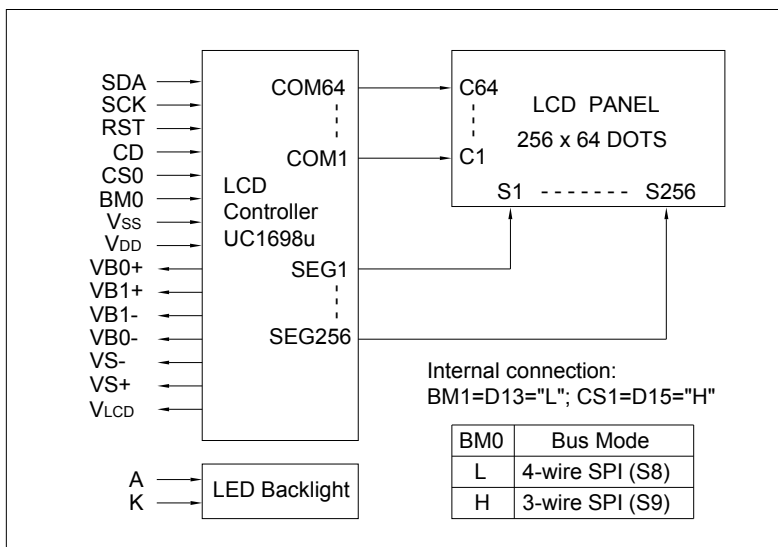 SDA
SCK
RST
CD
CS0
BM0
VSS
VDD
VB0+
VB1+
VB1-
VB0-
VS-
VS+
VLCD
COM64
COM1
LCD
Controller
UC1698u
SEG1
SEG256
C64
C1
LCD PANEL
256 x 64 DOTS
S1 - - - - - - - S256
Internal connection:
BM1=D13="L"; CS1=D15="H"
BM0 Bus Mode
L 4-wire SPI (S8)
H 3-wire SPI (S9)
A
K
LED Backlight